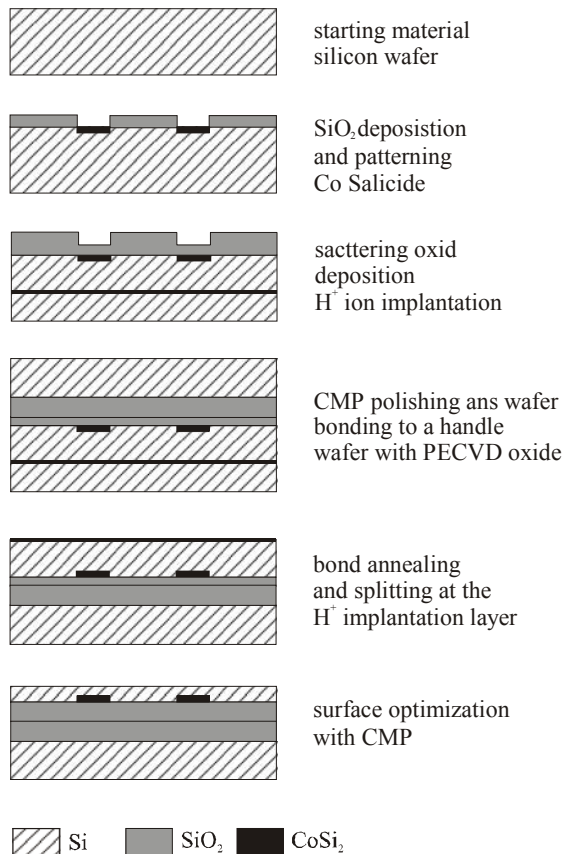 starting material
silicon wafer
SiO₂ deposistion
and patterning
Co Salicide
sacttering oxid
deposition
H⁺ ion implantation
CMP polishing ans wafer
bonding to a handle
wafer with PECVD oxide
bond annealing
and splitting at the
H⁺ implantation layer
surface optimization
with CMP
Si SiO₂ CoSi₂